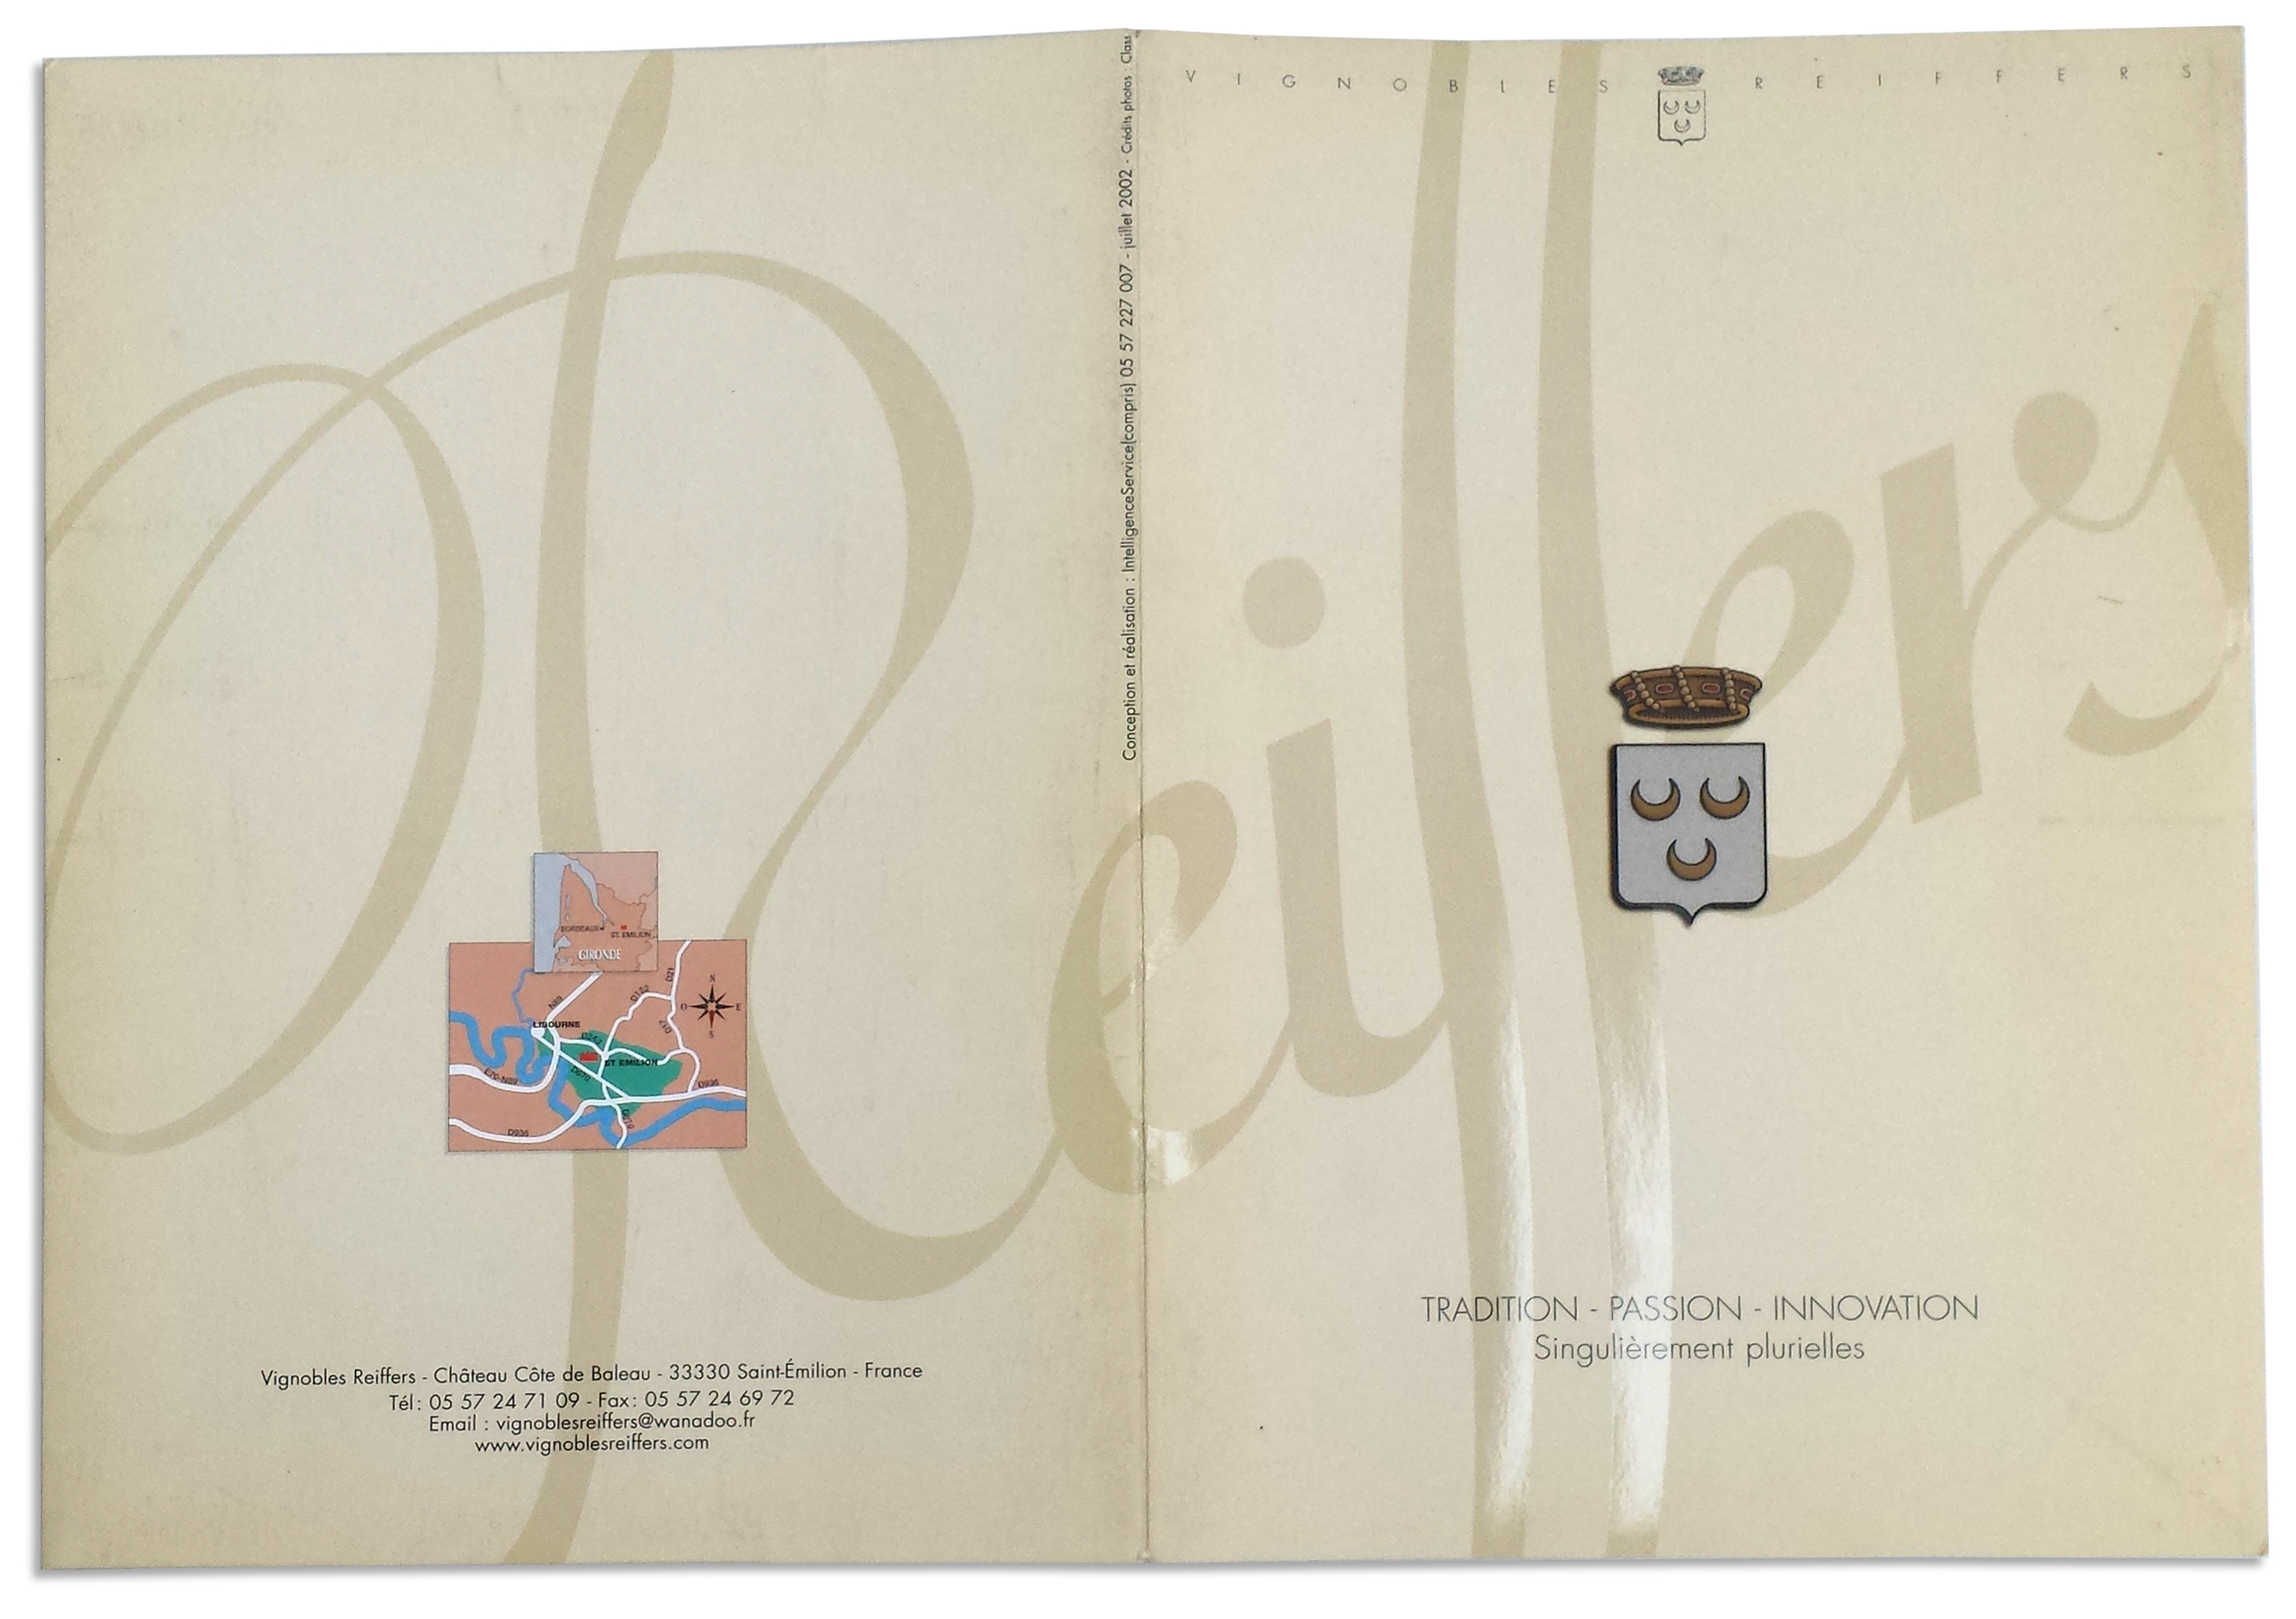 BORDEAUX
ST. EMILION
GIRONDE
N
O
E
S
N89
D122
D21
D17
LIBOURNE
D243
ST EMILION
D670
E70-N89
D936
D936
D670
Vignobles Reiffers - Château Côte de Baleau - 33330 Saint-Émilion - France
Tél : 05 57 24 71 09 - Fax : 05 57 24 69 72
Email : vignoblesreiffers@wanadoo.fr
www.vignoblesreiffers.com
Conception et réalisation : IntelligenceService(compris) 05 57 227 007 - juillet 2002 - Crédits photos : Class
VIGNOBLES REIFFERS
Reiffers
TRADITION - PASSION - INNOVATION
Singulièrement plurielles